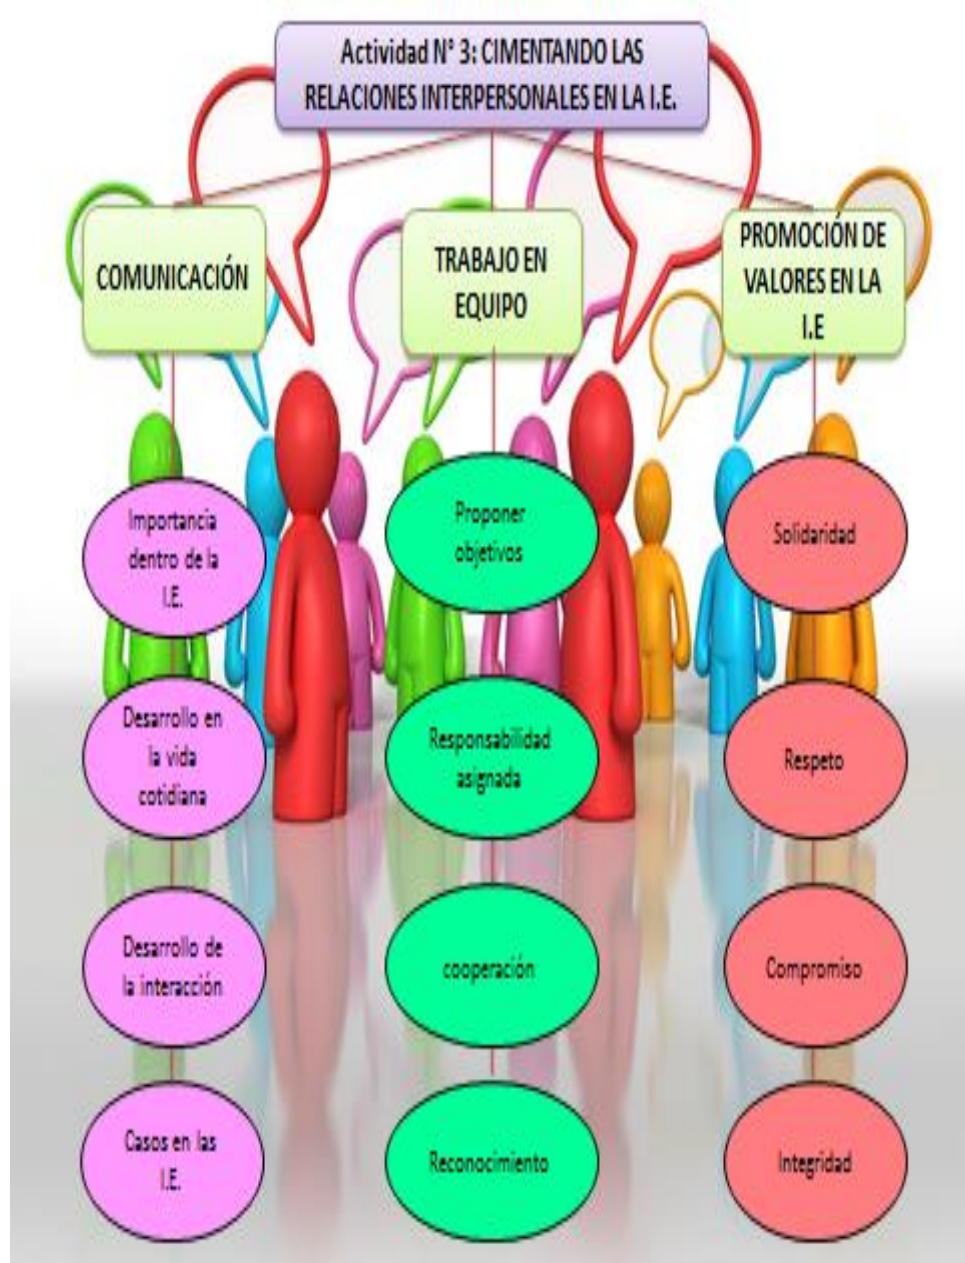 Actividad N° 3: CIMENTANDO LAS
RELACIONES INTERPERSONALES EN LA I.E.
COMUNICACIÓN
Importancia
dentro de la
I.E.
Desarrollo en
la vida
cotidiana
Desarrollo de
la interacción
Casos en las
I.E.
TRABAJO EN
EQUIPO
Proponer
objetivos
Responsabilidad
asignada
cooperación
Reconocimiento
PROMOCIÓN DE
VALORES EN LA
I.E
Solidaridad
Respeto
Compromiso
Integridad